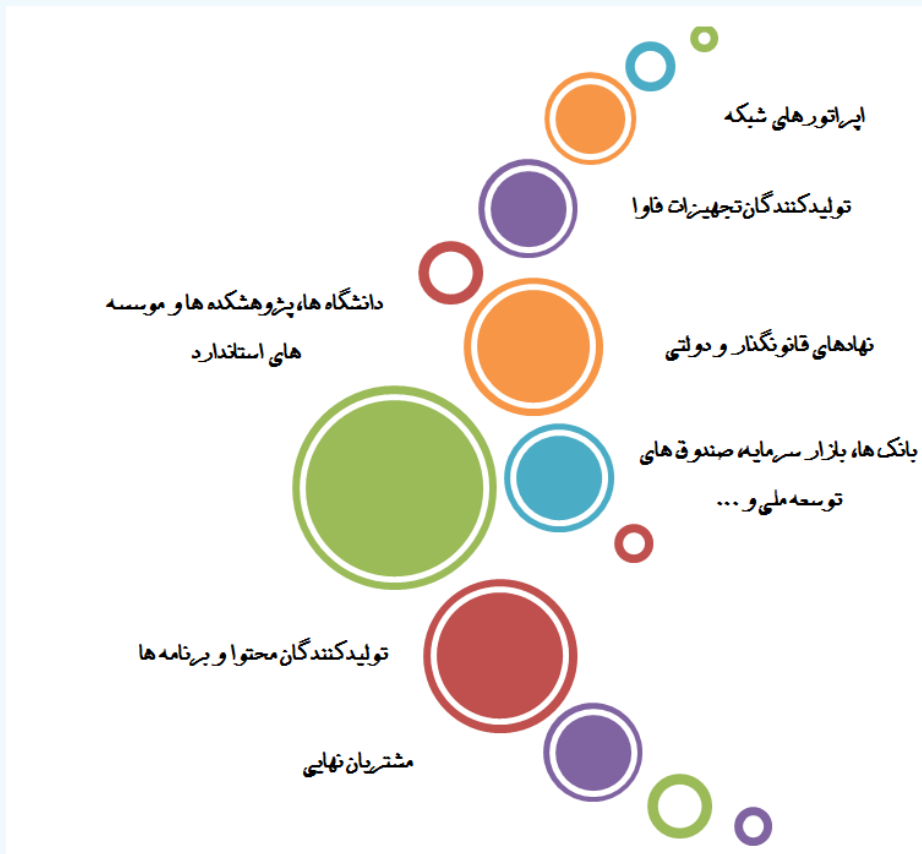 اپراتورهای شبکه
تولیدکنندگان تجهیزات فاوا
دانشگاه ها، پژوهشکده ها و موسسه
های استاندارد
نهادهای قانونگذار و دولتی
بانک ها، بازار سرمایه، صندوق های
توسعه ملی و ...
تولیدکنندگان محتوا و برنامه ها
مشتریان نهایی